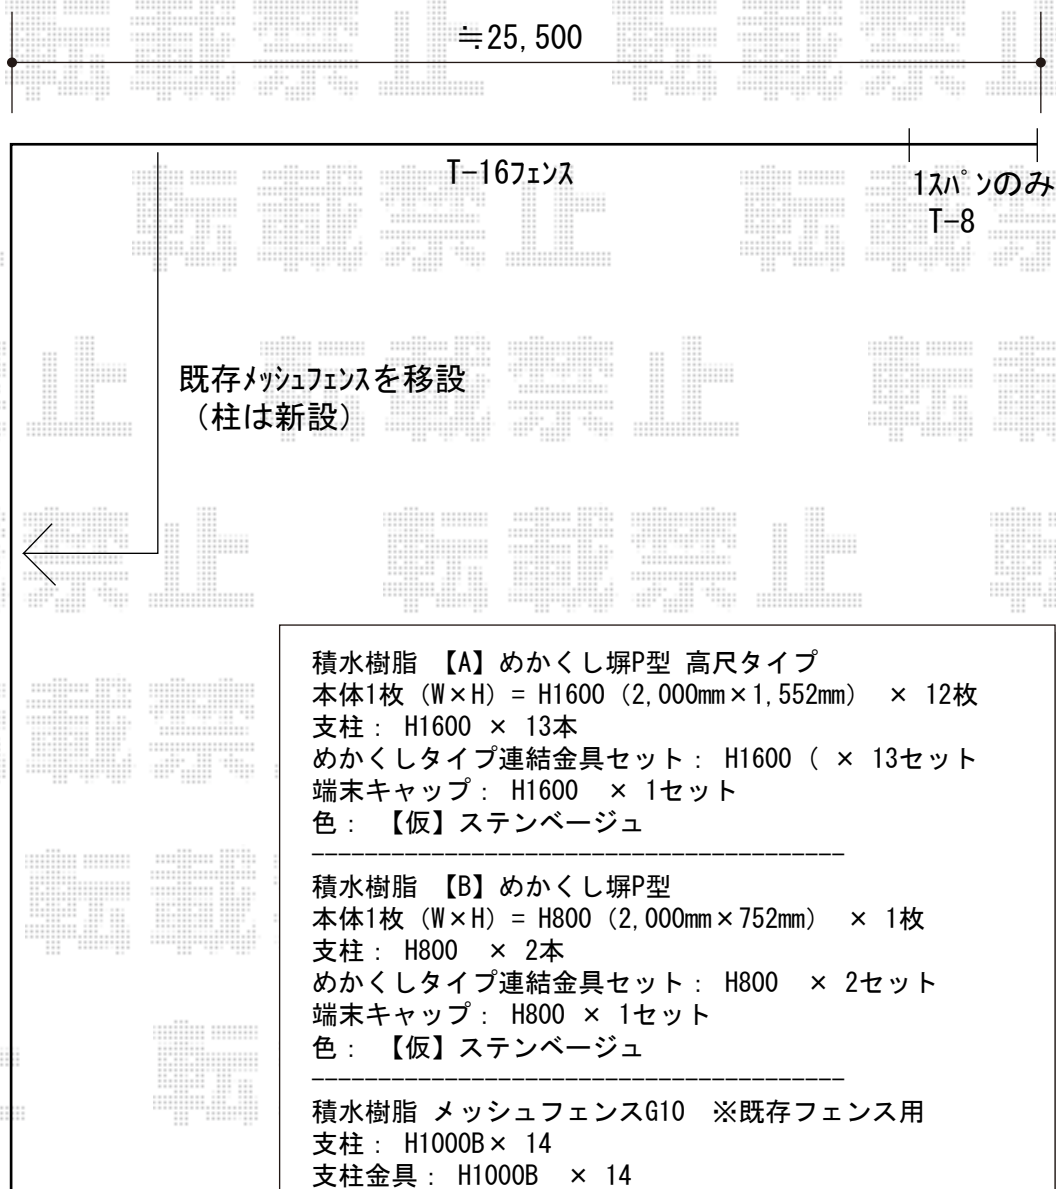 ≒25,500
T-16ﾌｪﾝｽ
1ｽﾊﾟﾝのみ
T-8
既存ﾒｯｼｭﾌｪﾝｽを移設
（柱は新設）
積水樹脂 【A】めかくし塀P型 高尺タイプ
本体1枚（W×H）= H1600（2,000mm×1,552mm） × 12枚
支柱： H1600 × 13本
めかくしタイプ連結金具セット： H1600（ × 13セット
端末キャップ： H1600 × 1セット
色： 【仮】ステンベージュ
----------------------------------------
積水樹脂 【B】めかくし塀P型
本体1枚（W×H）= H800（2,000mm×752mm） × 1枚
支柱： H800 × 2本
めかくしタイプ連結金具セット： H800 × 2セット
端末キャップ： H800 × 1セット
色： 【仮】ステンベージュ
----------------------------------------
積水樹脂 メッシュフェンスG10 ※既存フェンス用
支柱： H1000B× 14
支柱金具： H1000B × 14
転載禁止